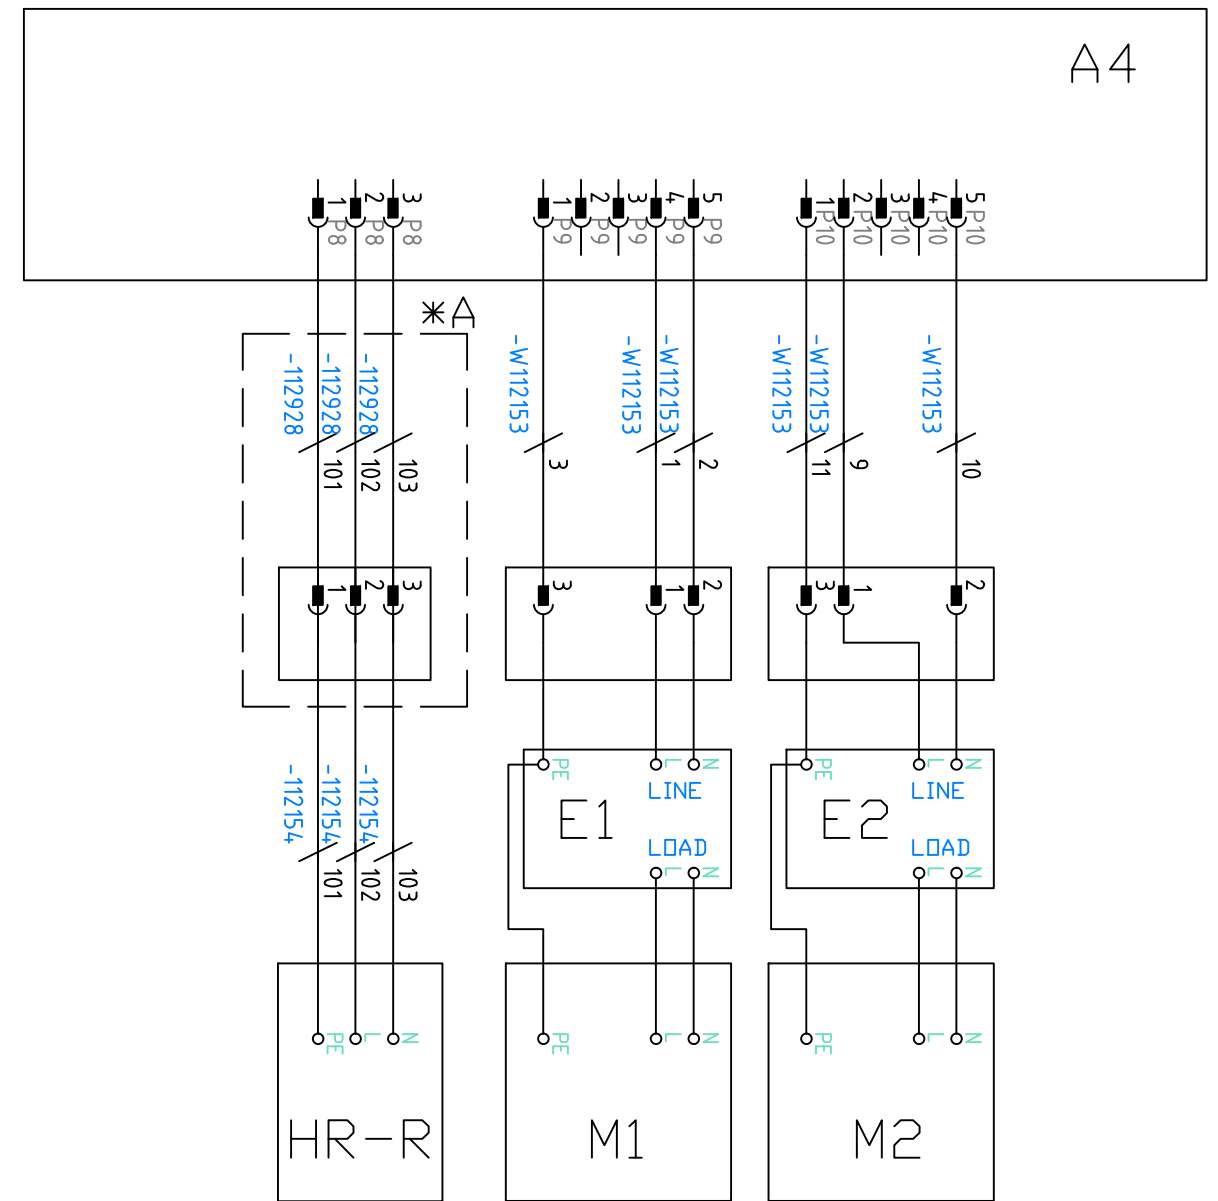 A4
1 2 3 1 2 3 4 5 1 2 3 4 5
P8 P8 P8 P9 P9 P9 P9 P9 P10 P10 P10 P10 P10
*A
-112928 -112928 -112928 -W112153 -W112153 -W112153 -W112153 -W112153 -W112153
101 102 103 3 1 2 11 9 10
1 2 3 3 1 2 3 1 2
PE L N PE L N
LINE LINE
-112154 -112154 -112154
E1 E2
LOAD LOAD
L N L N
101 102 103
PE L N PE L N PE L N
HR-R M1 M2